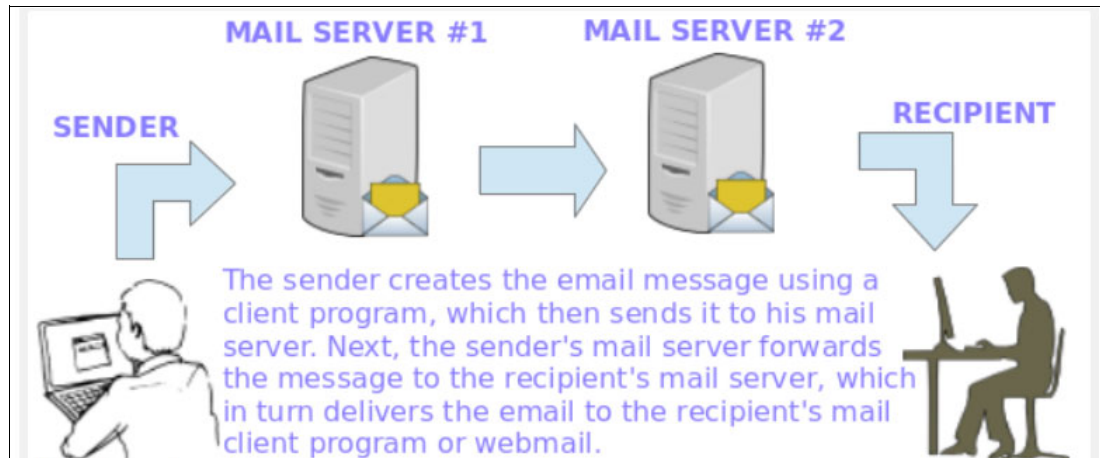 MAIL SERVER #1
MAIL SERVER #2
SENDER
RECIPIENT
The sender creates the email message using a
client program, which then sends it to his mail
server. Next, the sender's mail server forwards
the message to the recipient's mail server, which
in turn delivers the email to the recipient's mail
client program or webmail.